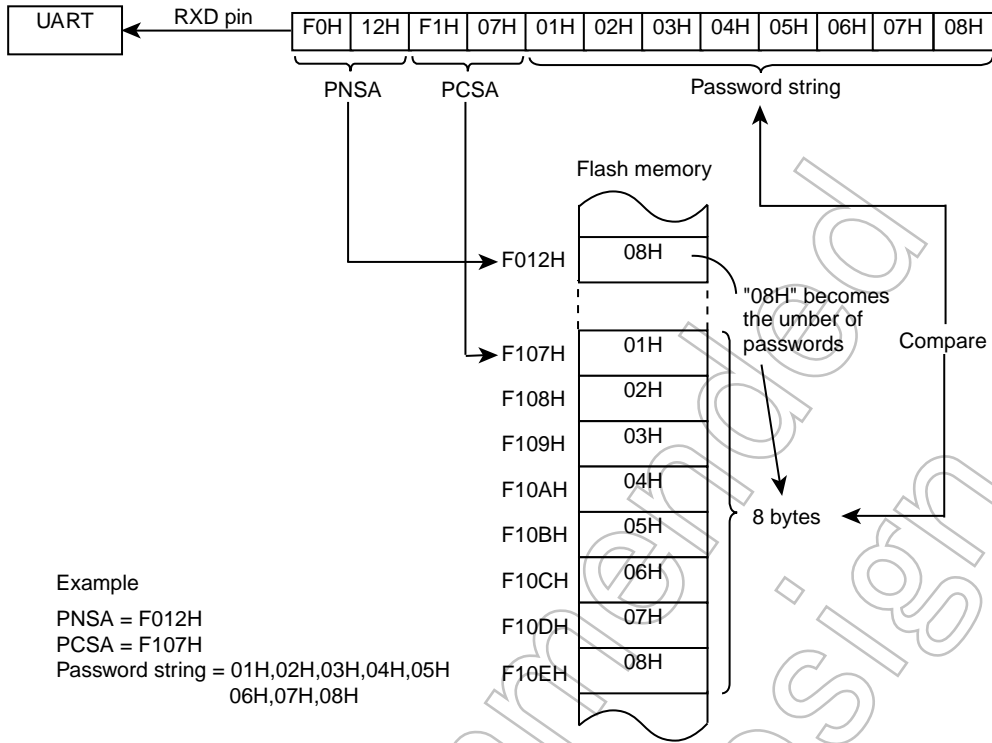 UART
RXD pin
F0H 12H F1H 07H 01H 02H 03H 04H 05H 06H 07H 08H
PNSA PCSA Password string
Flash memory
F012H 08H
"08H" becomes
the umber of
passwords
Compare
F107H 01H
F108H 02H
F109H 03H
F10AH 04H
F10BH 05H
8 bytes
F10CH 06H
F10DH 07H
F10EH 08H
Example
PNSA = F012H
PCSA = F107H
Password string = 01H,02H,03H,04H,05H
06H,07H,08H
mmended
esign